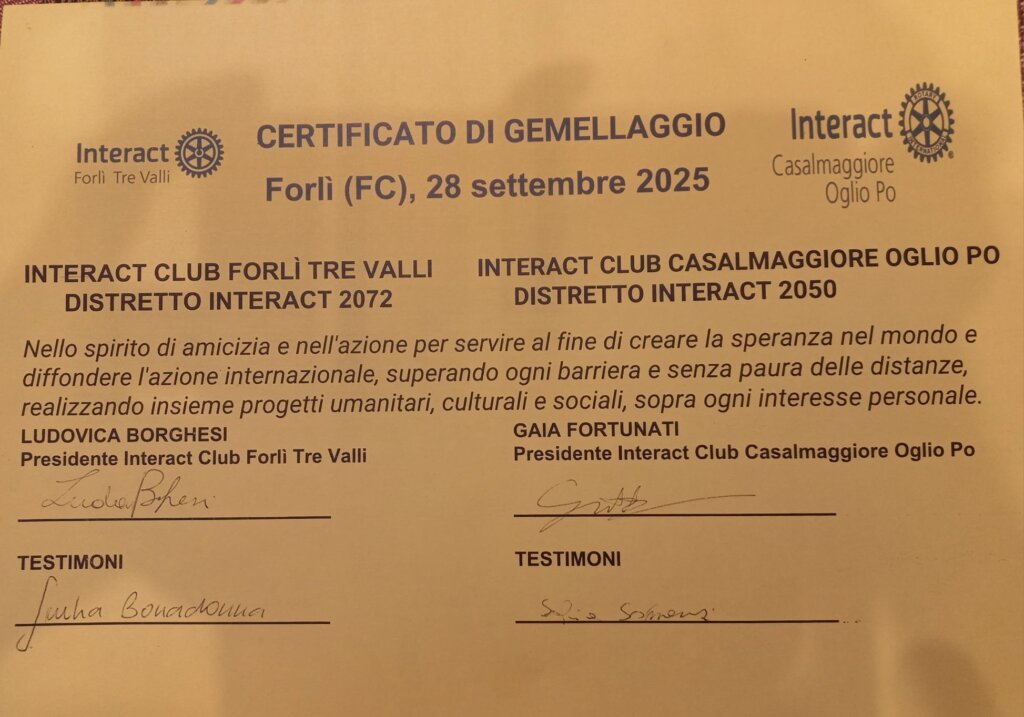 Interact
Forlì Tre Valli
CERTIFICATO DI GEMELLAGGIO
Forlì (FC), 28 settembre 2025
Interact
Casalmaggiore
Oglio Po
INTERACT CLUB FORLÌ TRE VALLI
DISTRETTO INTERACT 2072
INTERACT CLUB CASALMAGGIORE OGLIO PO
DISTRETTO INTERACT 2050
Nello spirito di amicizia e nell'azione per servire al fine di creare la speranza nel mondo e
diffondere l'azione internazionale, superando ogni barriera e senza paura delle distanze,
realizzando insieme progetti umanitari, culturali e sociali, sopra ogni interesse personale.
LUDOVICA BORGHESI
Presidente Interact Club Forlì Tre Valli
GAIA FORTUNATI
Presidente Interact Club Casalmaggiore Oglio Po
TESTIMONI
Bonadonna
TESTIMONI